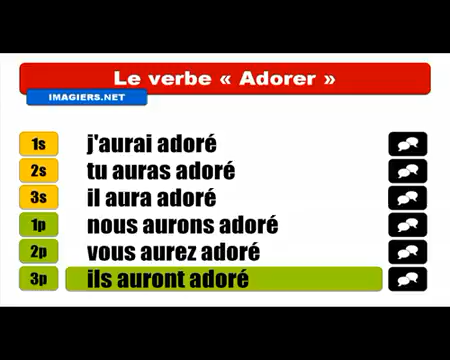 Le verbe « Adorer »
IMAGIERS.NET
1s j'aurai adoré
2s tu auras adoré
3s il aura adoré
1p nous aurons adoré
2p vous aurez adoré
3p ils auront adoré